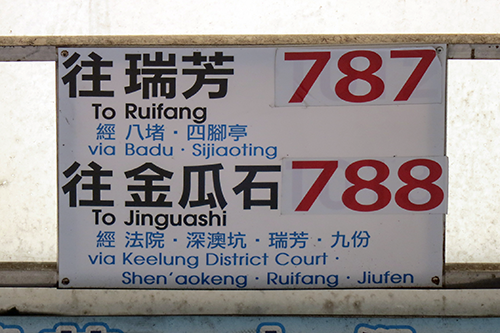 往瑞芳 787
To Ruifang
經 八堵·四腳亭
via Badu · Sijiaoting
往金瓜石 788
To Jinguashi
經 法院·深澳坑·瑞芳·九份
via Keelung District Court ·
Shen'aokeng · Ruifang · Jiufen